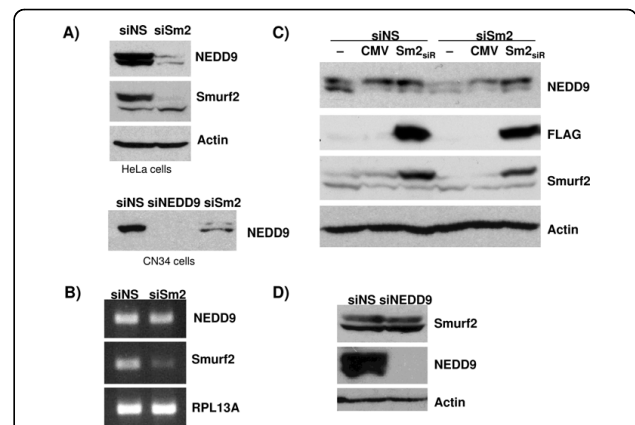 A)
siNS siSm2
NEDD9
Smurf2
Actin
HeLa cells
siNS siNEDD9 siSm2
NEDD9
CN34 cells
B)
siNS siSm2
NEDD9
Smurf2
RPL13A
C)
siNS siSm2
– CMV Sm2siR – CMV Sm2siR
NEDD9
FLAG
Smurf2
Actin
D)
siNS siNEDD9
Smurf2
NEDD9
Actin